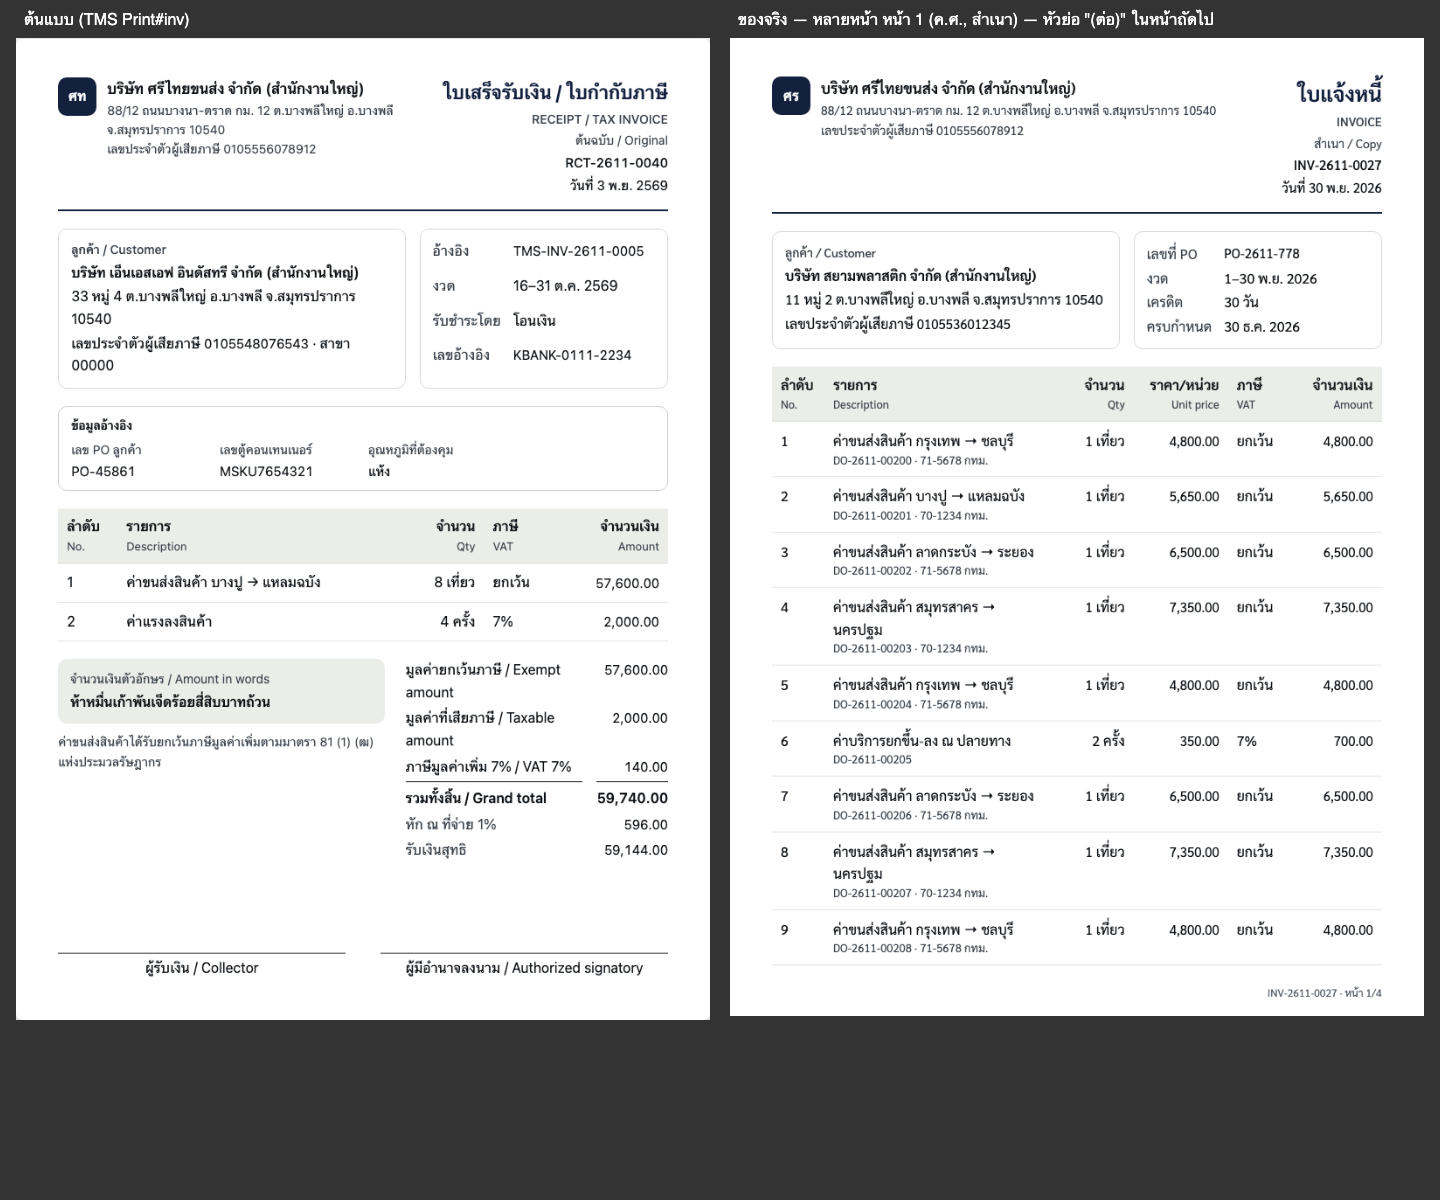 ต้นแบบ (TMS Print#inv)
ศท
บริษัท ศรีไทยขนส่ง จำกัด (สำนักงานใหญ่)
88/12 ถนนบางนา-ตราด กม. 12 ต.บางพลีใหญ่ อ.บางพลี
จ.สมุทรปราการ 10540
เลขประจำตัวผู้เสียภาษี 0105556078912
ใบเสร็จรับเงิน / ใบกำกับภาษี
RECEIPT / TAX INVOICE
ต้นฉบับ / Original
RCT-2611-0040
วันที่ 3 พ.ย. 2569
ลูกค้า / Customer
บริษัท เอ็นเอสเอฟ อินดัสทรี จำกัด (สำนักงานใหญ่)
33 หมู่ 4 ต.บางพลีใหญ่ อ.บางพลี จ.สมุทรปราการ
10540
เลขประจำตัวผู้เสียภาษี 0105548076543 · สาขา
00000
อ้างอิง TMS-INV-2611-0005
งวด 16–31 ต.ค. 2569
รับชำระโดย โอนเงิน
เลขอ้างอิง KBANK-0111-2234
ข้อมูลอ้างอิง
เลข PO ลูกค้า เลขตู้คอนเทนเนอร์ อุณหภูมิที่ต้องคุม
PO-45861 MSKU7654321 แห้ง
ลำดับ รายการ จำนวน ภาษี จำนวนเงิน
No. Description Qty VAT Amount
1 ค่าขนส่งสินค้า บางปู → แหลมฉบัง 8 เที่ยว ยกเว้น 57,600.00
2 ค่าแรงลงสินค้า 4 ครั้ง 7% 2,000.00
จำนวนเงินตัวอักษร / Amount in words
ห้าหมื่นเก้าพันเจ็ดร้อยสี่สิบบาทถ้วน
ค่าขนส่งสินค้าได้รับยกเว้นภาษีมูลค่าเพิ่มตามมาตรา 81 (1) (ฒ)
แห่งประมวลรัษฎากร
มูลค่ายกเว้นภาษี / Exempt 57,600.00
amount
มูลค่าที่เสียภาษี / Taxable 2,000.00
amount
ภาษีมูลค่าเพิ่ม 7% / VAT 7% 140.00
รวมทั้งสิ้น / Grand total 59,740.00
หัก ณ ที่จ่าย 1% 596.00
รับเงินสุทธิ 59,144.00
ผู้รับเงิน / Collector
ผู้มีอำนาจลงนาม / Authorized signatory
ของจริง — หลายหน้า หน้า 1 (ค.ศ., สำเนา) — หัวย่อ "(ต่อ)" ในหน้าถัดไป
ศร
บริษัท ศรีไทยขนส่ง จำกัด (สำนักงานใหญ่)
88/12 ถนนบางนา-ตราด กม. 12 ต.บางพลีใหญ่ อ.บางพลี จ.สมุทรปราการ 10540
เลขประจำตัวผู้เสียภาษี 0105556078912
ใบแจ้งหนี้
INVOICE
สำเนา / Copy
INV-2611-0027
วันที่ 30 พ.ย. 2026
ลูกค้า / Customer
บริษัท สยามพลาสติก จำกัด (สำนักงานใหญ่)
11 หมู่ 2 ต.บางพลีใหญ่ อ.บางพลี จ.สมุทรปราการ 10540
เลขประจำตัวผู้เสียภาษี 0105536012345
เลขที่ PO PO-2611-778
งวด 1–30 พ.ย. 2026
เครดิต 30 วัน
ครบกำหนด 30 ธ.ค. 2026
ลำดับ รายการ จำนวน ราคา/หน่วย ภาษี จำนวนเงิน
No. Description Qty Unit price VAT Amount
1 ค่าขนส่งสินค้า กรุงเทพ → ชลบุรี 1 เที่ยว 4,800.00 ยกเว้น 4,800.00
DO-2611-00200 · 71-5678 กทม.
2 ค่าขนส่งสินค้า บางปู → แหลมฉบัง 1 เที่ยว 5,650.00 ยกเว้น 5,650.00
DO-2611-00201 · 70-1234 กทม.
3 ค่าขนส่งสินค้า ลาดกระบัง → ระยอง 1 เที่ยว 6,500.00 ยกเว้น 6,500.00
DO-2611-00202 · 71-5678 กทม.
4 ค่าขนส่งสินค้า สมุทรสาคร → 1 เที่ยว 7,350.00 ยกเว้น 7,350.00
นครปฐม
DO-2611-00203 · 70-1234 กทม.
5 ค่าขนส่งสินค้า กรุงเทพ → ชลบุรี 1 เที่ยว 4,800.00 ยกเว้น 4,800.00
DO-2611-00204 · 71-5678 กทม.
6 ค่าบริการยกขึ้น-ลง ณ ปลายทาง 2 ครั้ง 350.00 7% 700.00
DO-2611-00205
7 ค่าขนส่งสินค้า ลาดกระบัง → ระยอง 1 เที่ยว 6,500.00 ยกเว้น 6,500.00
DO-2611-00206 · 71-5678 กทม.
8 ค่าขนส่งสินค้า สมุทรสาคร → 1 เที่ยว 7,350.00 ยกเว้น 7,350.00
นครปฐม
DO-2611-00207 · 70-1234 กทม.
9 ค่าขนส่งสินค้า กรุงเทพ → ชลบุรี 1 เที่ยว 4,800.00 ยกเว้น 4,800.00
DO-2611-00208 · 71-5678 กทม.
INV-2611-0027 · หน้า 1/4